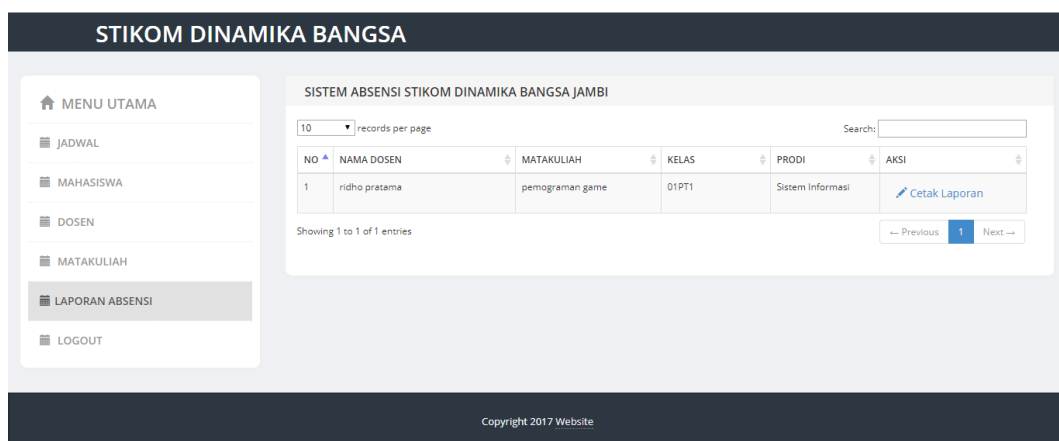 STIKOM DINAMIKA BANGSA
MENU UTAMA
JADWAL
MAHASISWA
DOSEN
MATAKULIAH
LAPORAN ABSENSI
LOGOUT
SISTEM ABSENSI STIKOM DINAMIKA BANGSA JAMBI
10 records per page Search:
NO NAMA DOSEN MATAKULIAH KELAS PRODI AKSI
1 ridho pratama pemograman game 01PT1 Sistem Informasi Cetak Laporan
Showing 1 to 1 of 1 entries ← Previous 1 Next →
Copyright 2017 Website